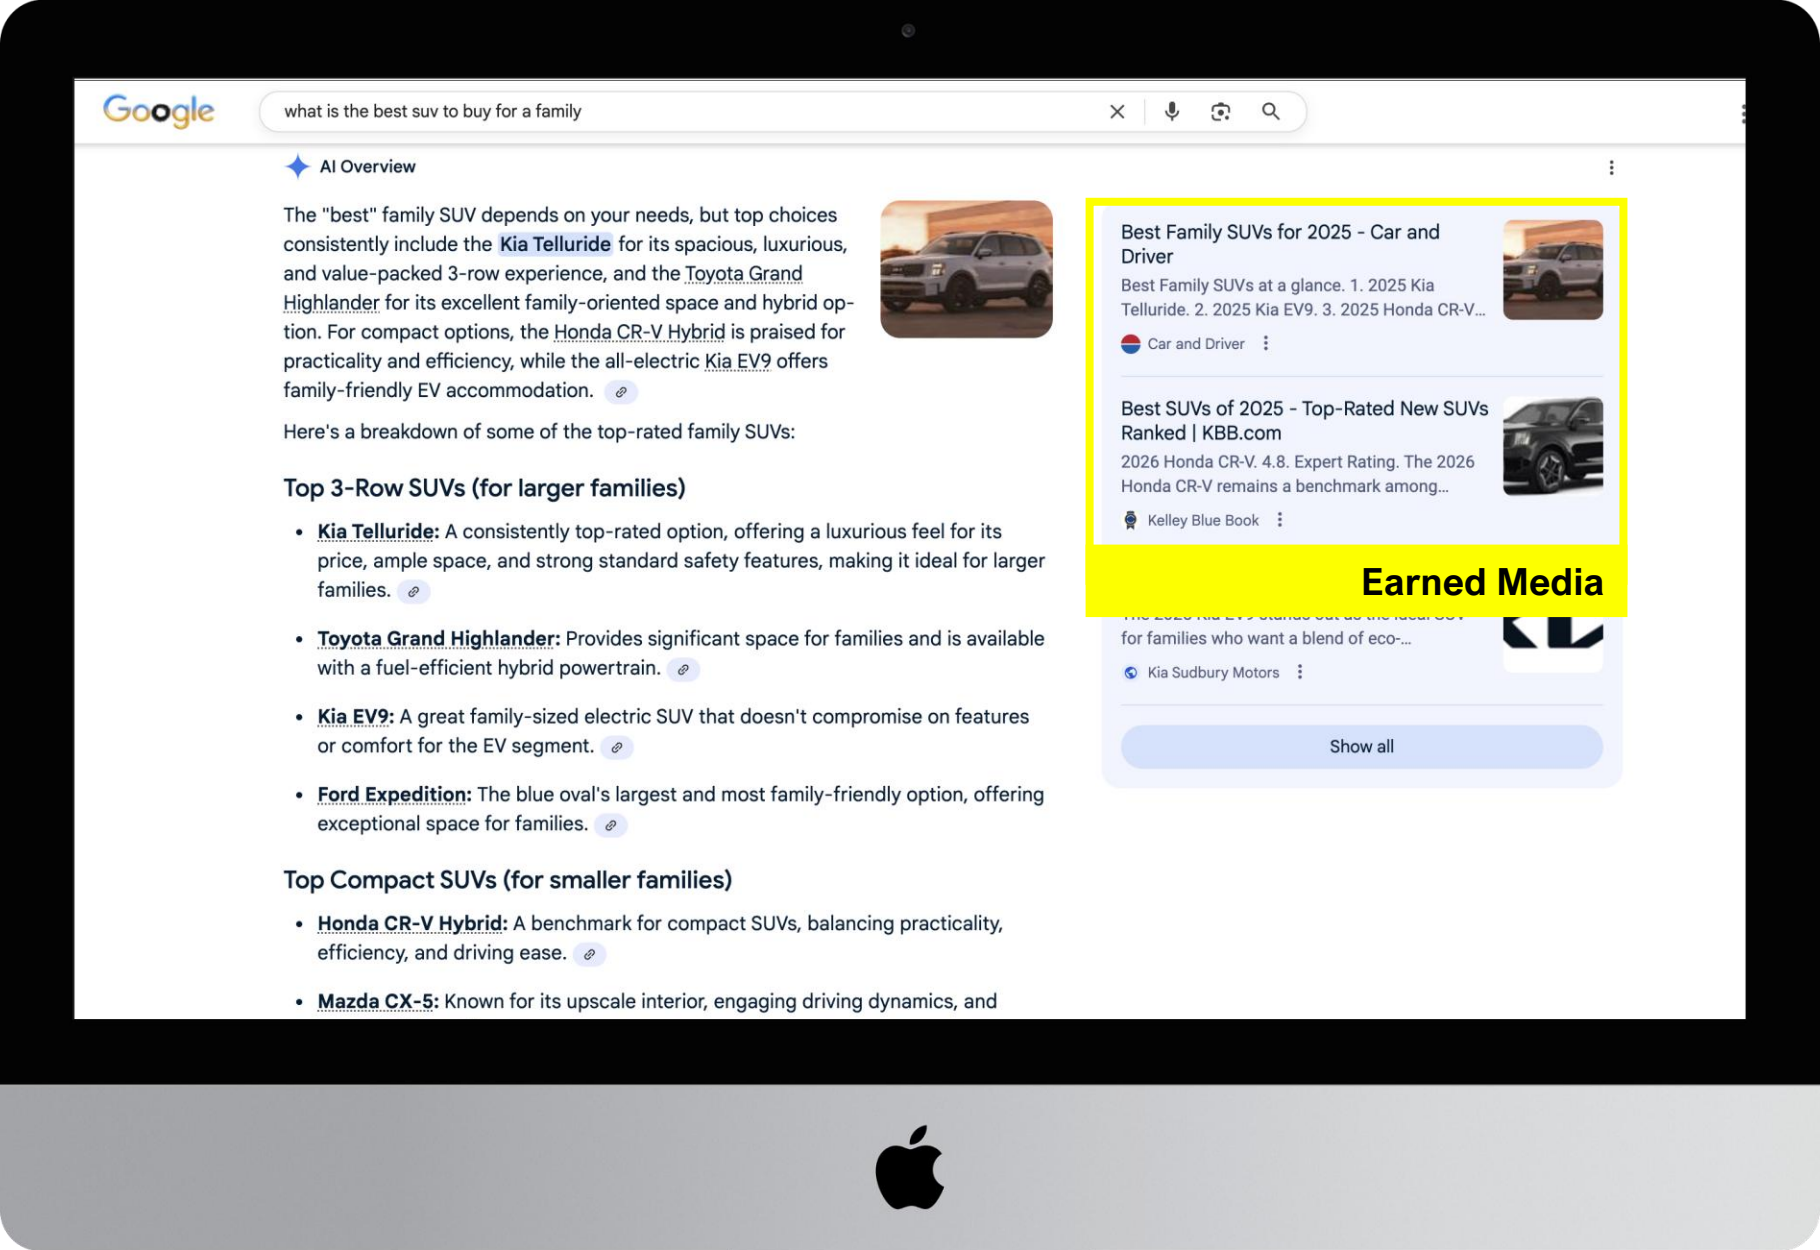 Google
what is the best suv to buy for a family
AI Overview
The "best" family SUV depends on your needs, but top choices
consistently include the Kia Telluride for its spacious, luxurious,
and value-packed 3-row experience, and the Toyota Grand
Highlander for its excellent family-oriented space and hybrid op-
tion. For compact options, the Honda CR-V Hybrid is praised for
practicality and efficiency, while the all-electric Kia EV9 offers
family-friendly EV accommodation.
Here's a breakdown of some of the top-rated family SUVs:
Top 3-Row SUVs (for larger families)
• Kia Telluride: A consistently top-rated option, offering a luxurious feel for its
price, ample space, and strong standard safety features, making it ideal for larger
families.
• Toyota Grand Highlander: Provides significant space for families and is available
with a fuel-efficient hybrid powertrain.
• Kia EV9: A great family-sized electric SUV that doesn't compromise on features
or comfort for the EV segment.
• Ford Expedition: The blue oval's largest and most family-friendly option, offering
exceptional space for families.
Top Compact SUVs (for smaller families)
• Honda CR-V Hybrid: A benchmark for compact SUVs, balancing practicality,
efficiency, and driving ease.
• Mazda CX-5: Known for its upscale interior, engaging driving dynamics, and
Best Family SUVs for 2025 - Car and
Driver
Best Family SUVs at a glance. 1. 2025 Kia
Telluride. 2. 2025 Kia EV9. 3. 2025 Honda CR-V...
Car and Driver
Best SUVs of 2025 - Top-Rated New SUVs
Ranked | KBB.com
2026 Honda CR-V. 4.8. Expert Rating. The 2026
Honda CR-V remains a benchmark among...
Kelley Blue Book
Earned Media
for families who want a blend of eco-...
Kia Sudbury Motors
Show all